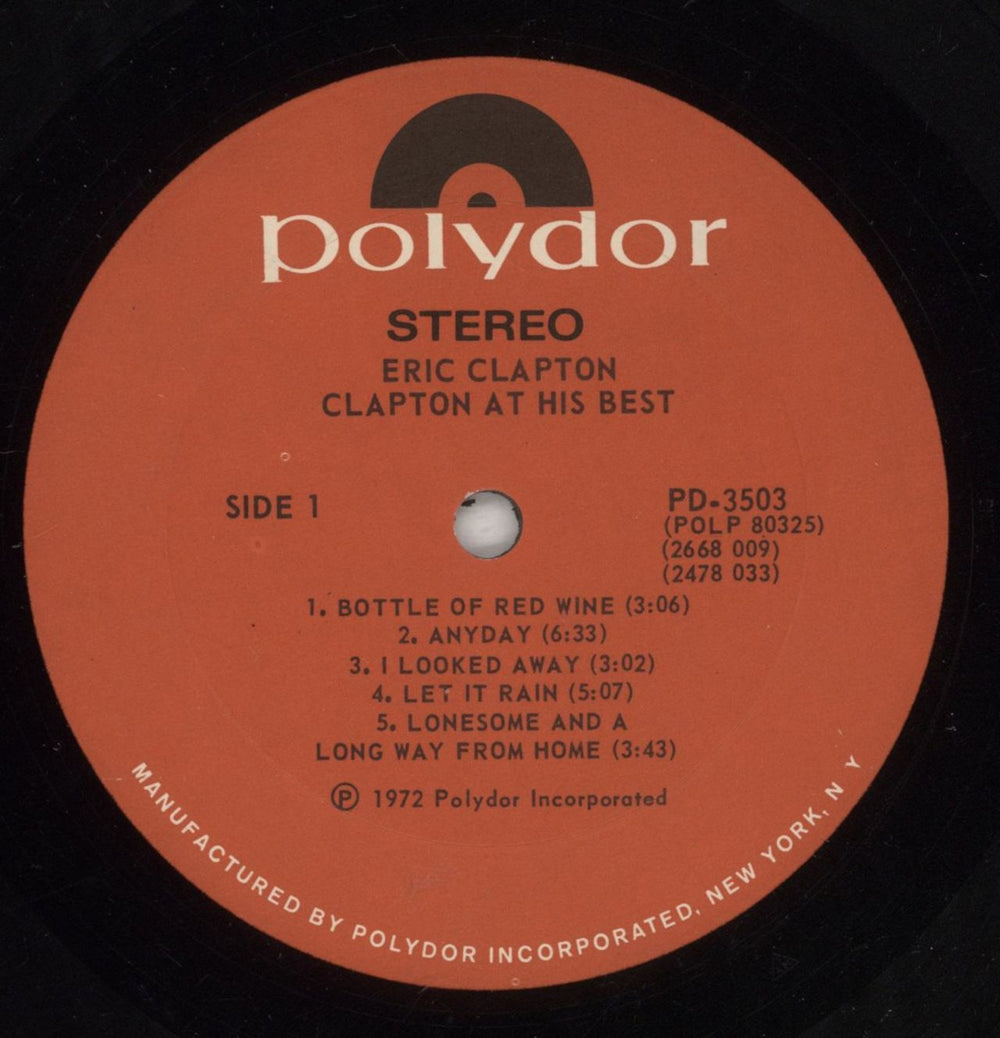 polydor
STEREO
ERIC CLAPTON
CLAPTON AT HIS BEST
SIDE 1
PD-3503
(POLP 80325)
(2668 009)
(2478 033)
1. BOTTLE OF RED WINE (3:06)
2. ANYDAY (6:33)
3. I LOOKED AWAY (3:02)
4. LET IT RAIN (5:07)
5. LONESOME AND A
LONG WAY FROM HOME (3:43)
Ⓟ 1972 Polydor Incorporated
MANUFACTURED BY POLYDOR INCORPORATED, NEW YORK, N Y